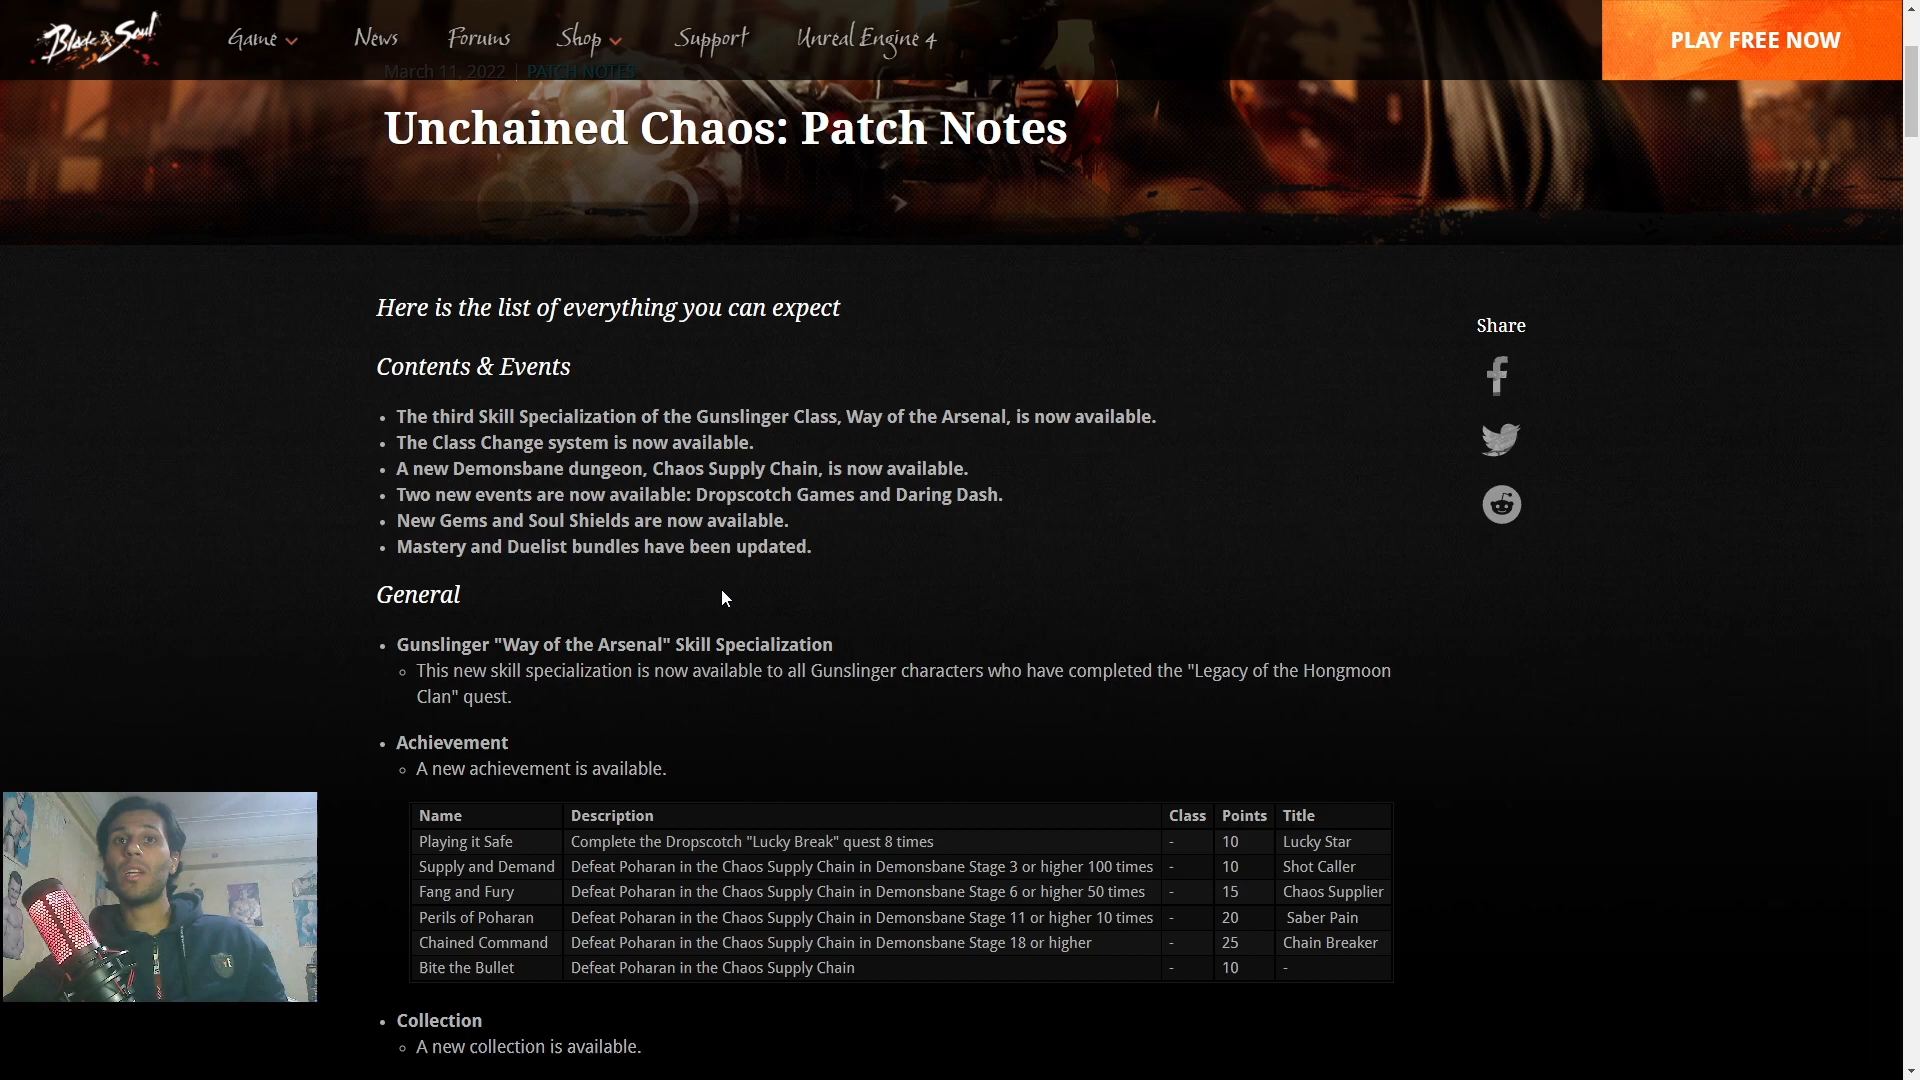 Blade & Soul
Game
News
Forums
Shop
Support
Unreal Engine 4
PLAY FREE NOW
March 11, 2022 | PATCH NOTES
Unchained Chaos: Patch Notes
Here is the list of everything you can expect
Share
Contents & Events
• The third Skill Specialization of the Gunslinger Class, Way of the Arsenal, is now available.
• The Class Change system is now available.
• A new Demonsbane dungeon, Chaos Supply Chain, is now available.
• Two new events are now available: Dropscotch Games and Daring Dash.
• New Gems and Soul Shields are now available.
• Mastery and Duelist bundles have been updated.
General
• Gunslinger "Way of the Arsenal" Skill Specialization
◦ This new skill specialization is now available to all Gunslinger characters who have completed the "Legacy of the Hongmoon
Clan" quest.
• Achievement
◦ A new achievement is available.
Name Description Class Points Title
Playing it Safe Complete the Dropscotch "Lucky Break" quest 8 times - 10 Lucky Star
Supply and Demand Defeat Poharan in the Chaos Supply Chain in Demonsbane Stage 3 or higher 100 times - 10 Shot Caller
Fang and Fury Defeat Poharan in the Chaos Supply Chain in Demonsbane Stage 6 or higher 50 times - 15 Chaos Supplier
Perils of Poharan Defeat Poharan in the Chaos Supply Chain in Demonsbane Stage 11 or higher 10 times - 20 Saber Pain
Chained Command Defeat Poharan in the Chaos Supply Chain in Demonsbane Stage 18 or higher - 25 Chain Breaker
Bite the Bullet Defeat Poharan in the Chaos Supply Chain - 10 -
• Collection
◦ A new collection is available.